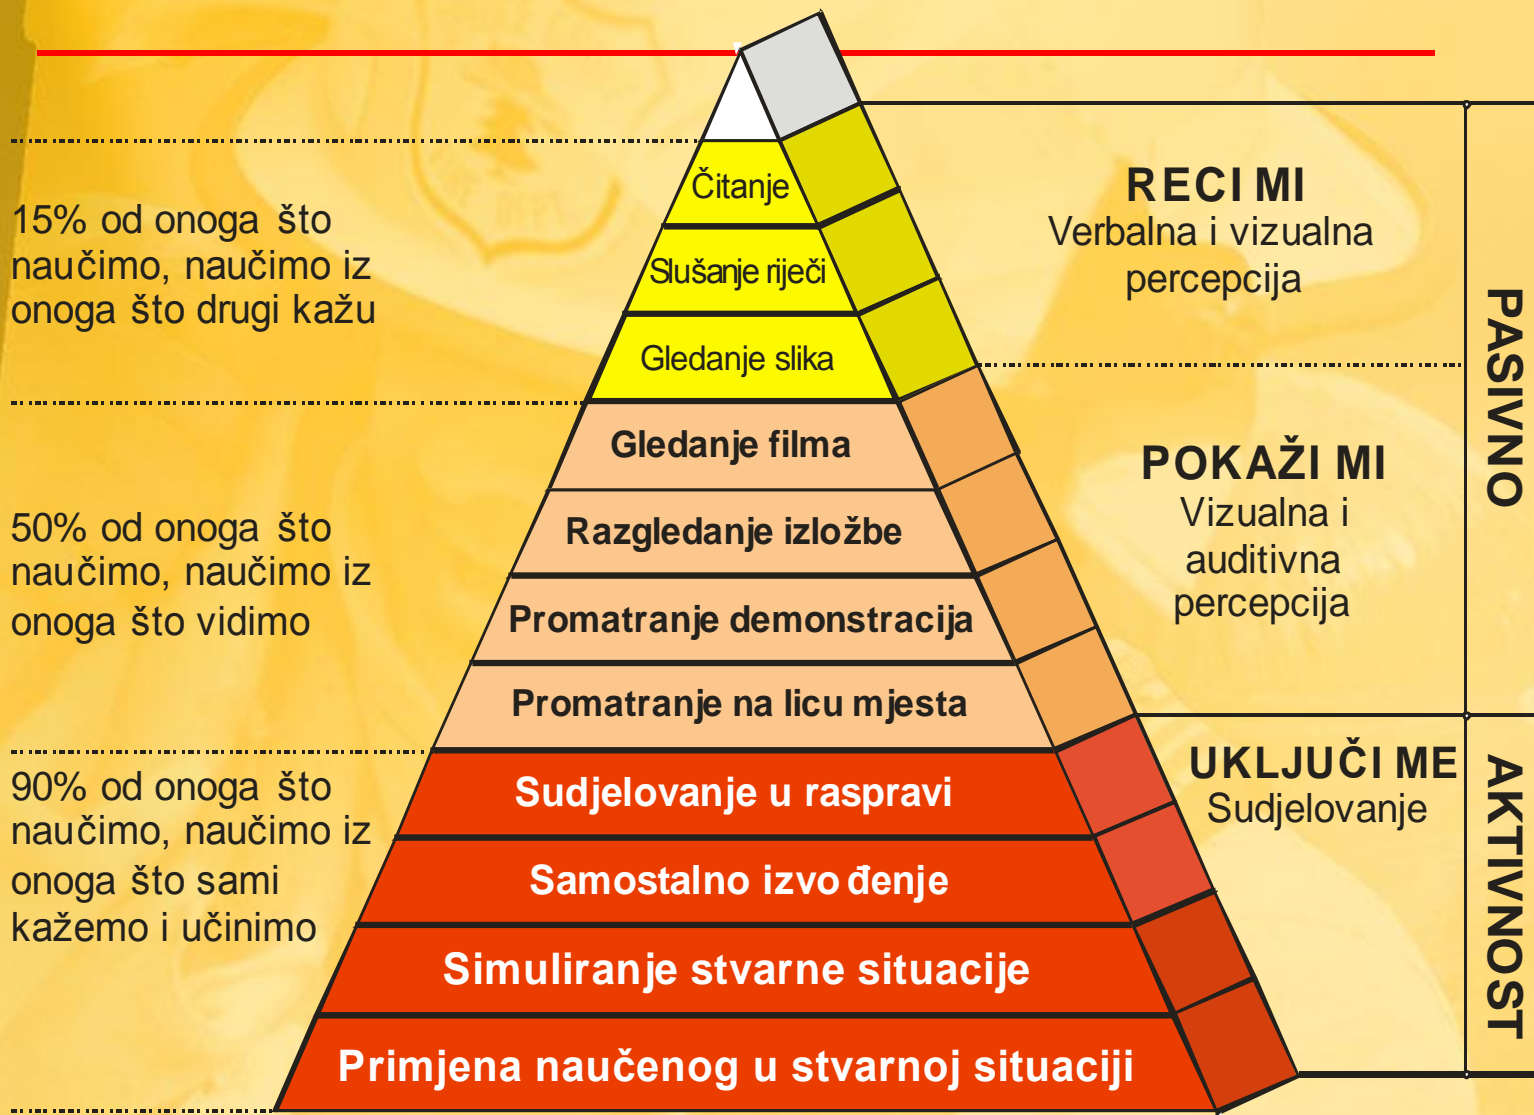 15% od onoga što
naučimo, naučimo iz
onoga što drugi kažu
50% od onoga što
naučimo, naučimo iz
onoga što vidimo
90% od onoga što
naučimo, naučimo iz
onoga što sami
kažemo i učinimo
Čitanje
Slušanje riječi
Gledanje slika
Gledanje filma
Razgledanje izložbe
Promatranje demonstracija
Promatranje na licu mjesta
Sudjelovanje u raspravi
Samostalno izvođenje
Simuliranje stvarne situacije
Primjena naučenog u stvarnoj situaciji
RECI MI
Verbalna i vizualna
percepcija
POKAŽI MI
Vizualna i
auditivna
percepcija
UKLJUČI ME
Sudjelovanje
PASIVNO
AKTIVNOST